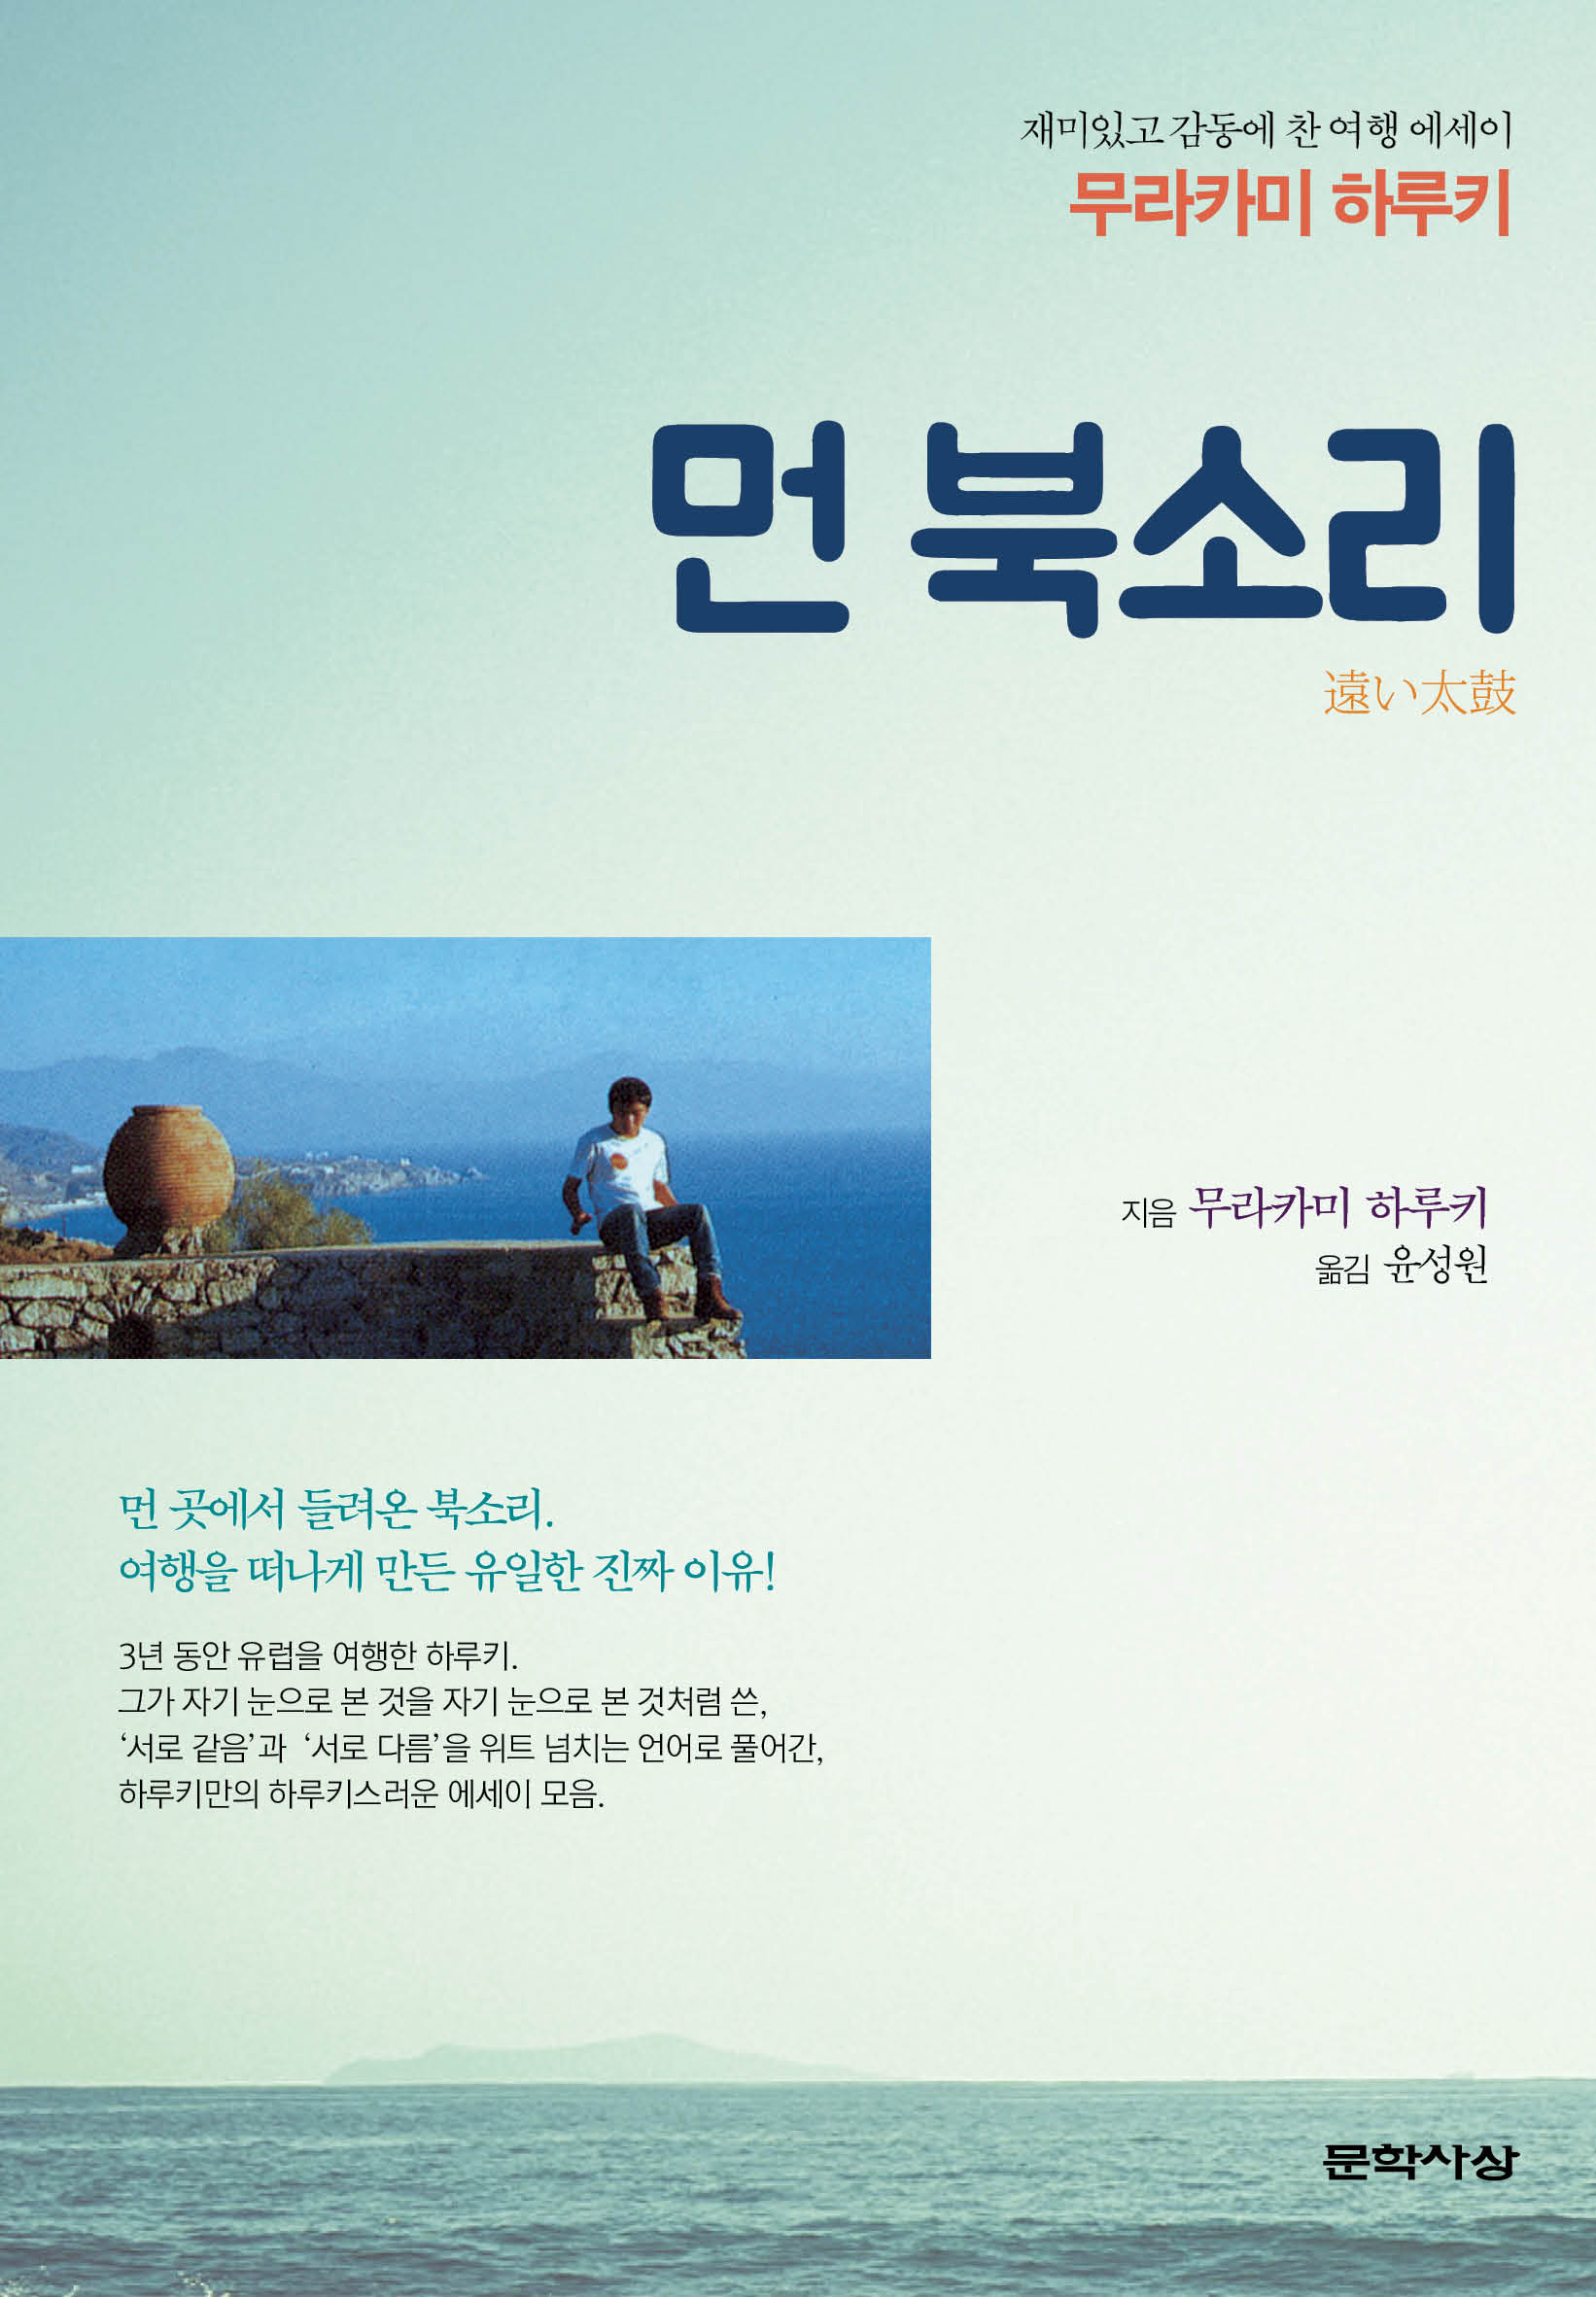 재미있고 감동에 찬 여행 에세이
무라카미 하루키
먼 북소리
遠い太鼓
지음 무라카미 하루키
옮김 윤성원
먼 곳에서 들려온 북소리.
여행을 떠나게 만든 유일한 진짜 이유!
3년 동안 유럽을 여행한 하루키.
그가 자기 눈으로 본 것을 자기 눈으로 본 것처럼 쓴,
‘서로 같음’과 ‘서로 다름’을 위트 넘치는 언어로 풀어간,
하루키만의 하루키스러운 에세이 모음.
문학사상